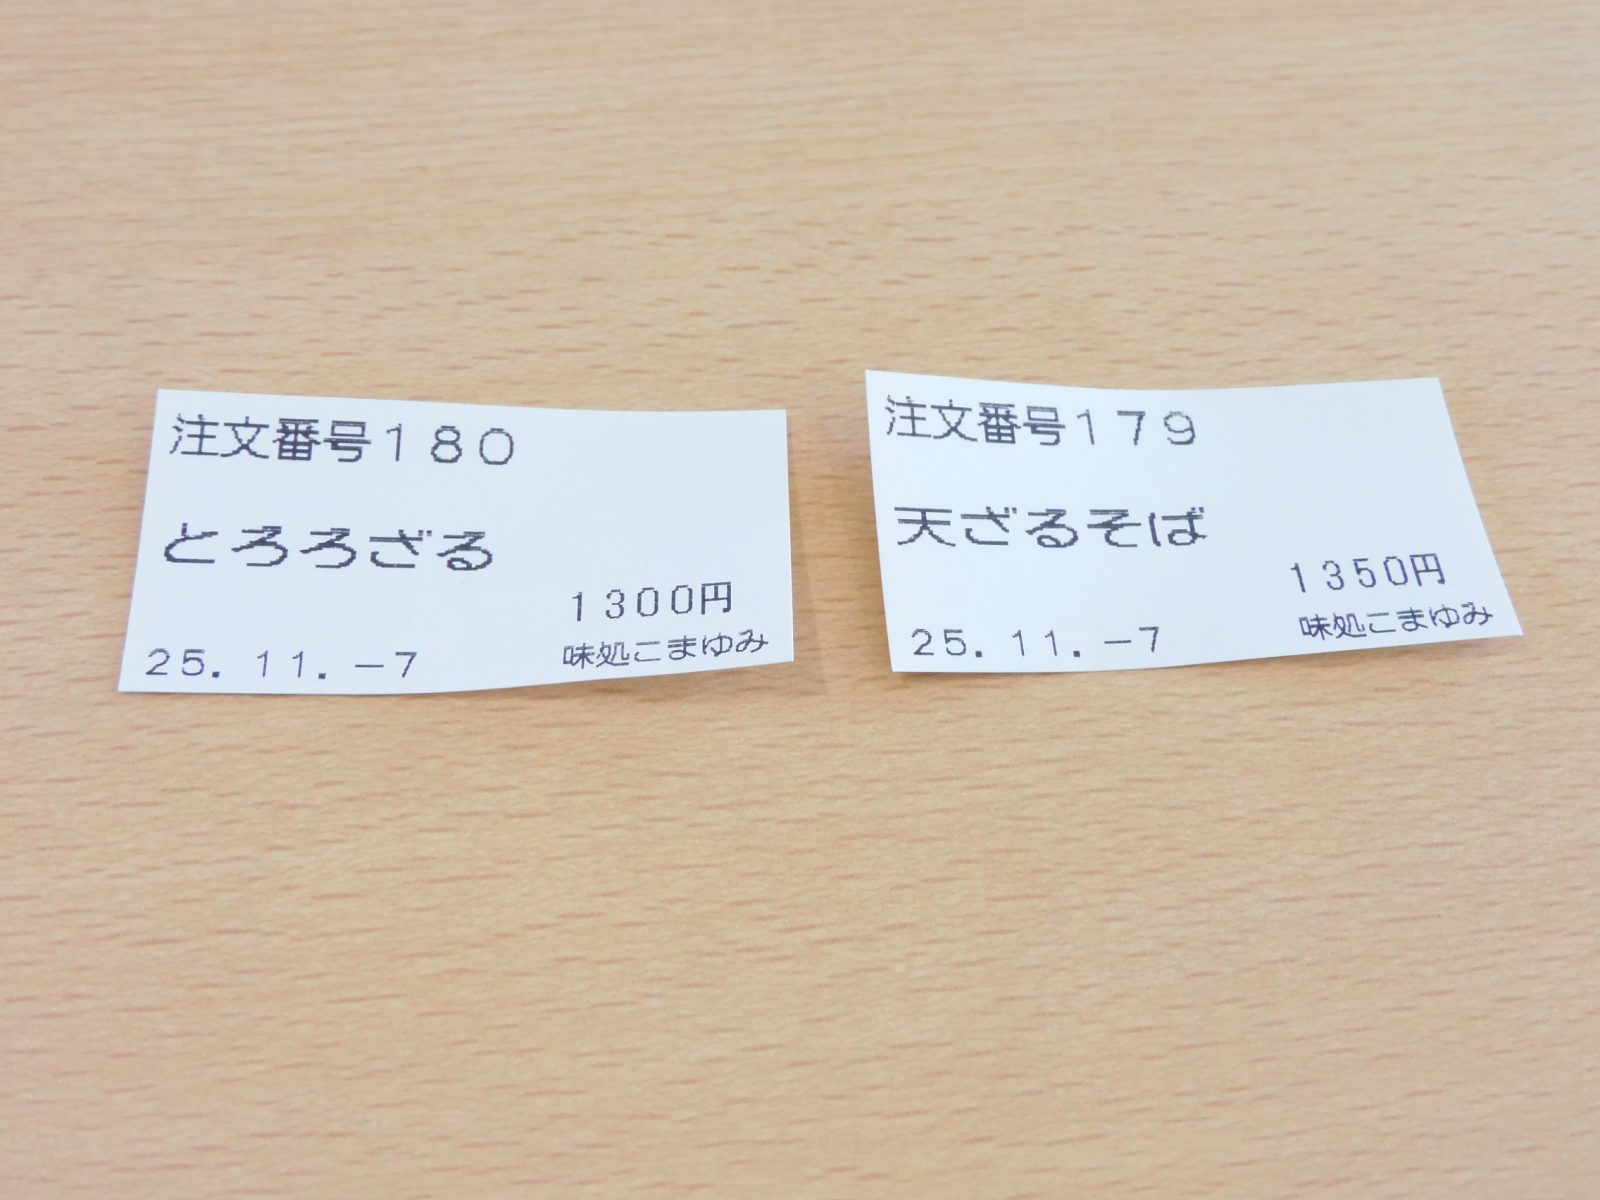 注文番号180
とろろざる
1300円
25.11.-7
味処こまゆみ
注文番号179
天ざるそば
1350円
25.11.-7
味処こまゆみ